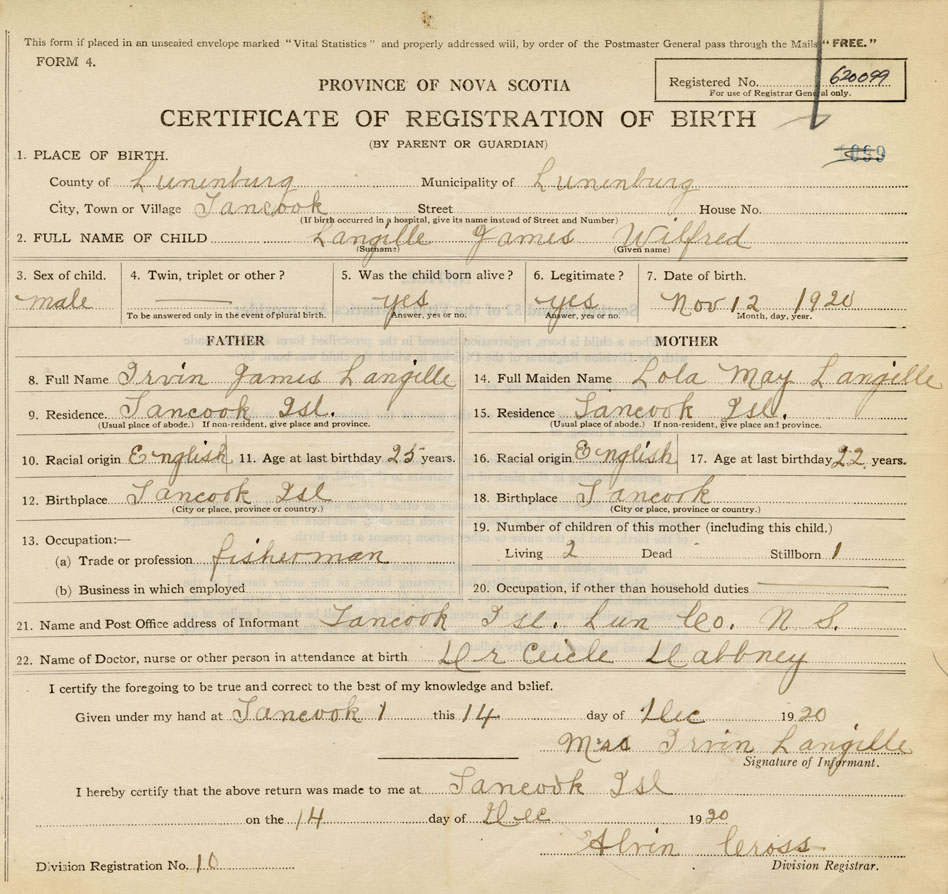 This form if placed in an unsealed envelope marked "Vital Statistics" and properly addressed will, by order of the Postmaster General pass through the Mails "FREE."
FORM 4.
Registered No. 620099
For use of Registrar General only.
PROVINCE OF NOVA SCOTIA
CERTIFICATE OF REGISTRATION OF BIRTH
(BY PARENT OR GUARDIAN)
1. PLACE OF BIRTH.
County of Lunenburg Municipality of Lunenburg
City, Town or Village Tancook Street House No.
(If birth occurred in a hospital, give its name instead of Street and Number)
2. FULL NAME OF CHILD Langille James Wilfred
(Surname) (Given name)
3. Sex of child. 4. Twin, triplet or other? 5. Was the child born alive? 6. Legitimate? 7. Date of birth.
male yes yes Nov 12 1920
To be answered only in the event of plural birth. Answer, yes or no. Answer, yes or no. Month, day, year.
FATHER MOTHER
8. Full Name Irvin James Langille 14. Full Maiden Name Lola May Langille
9. Residence. Tancook Isl. 15. Residence Tancook Isl.
(Usual place of abode.) If non-resident, give place and province. (Usual place of abode.) If non-resident, give place and province.
10. Racial origin English 11. Age at last birthday 25 years. 16. Racial origin English 17. Age at last birthday 22 years.
12. Birthplace Tancook Isl 18. Birthplace Tancook
(City or place, province or country.) (City or place, province or country.)
13. Occupation:— 19. Number of children of this mother (including this child.)
(a) Trade or profession fisherman Living 2 Dead Stillborn 1
(b) Business in which employed 20. Occupation, if other than household duties
21. Name and Post Office address of Informant Tancook Isl. Lun Co. N S.
22. Name of Doctor, nurse or other person in attendance at birth Dr Cecle Dabbney
I certify the foregoing to be true and correct to the best of my knowledge and belief.
Given under my hand at Tancook I this 14 day of Dec 1920
Mrs Irvin Langille
Signature of Informant.
I hereby certify that the above return was made to me at Tancook Isl
on the 14 day of Dec 1920
Alvin Cross
Division Registration No. 10 Division Registrar.